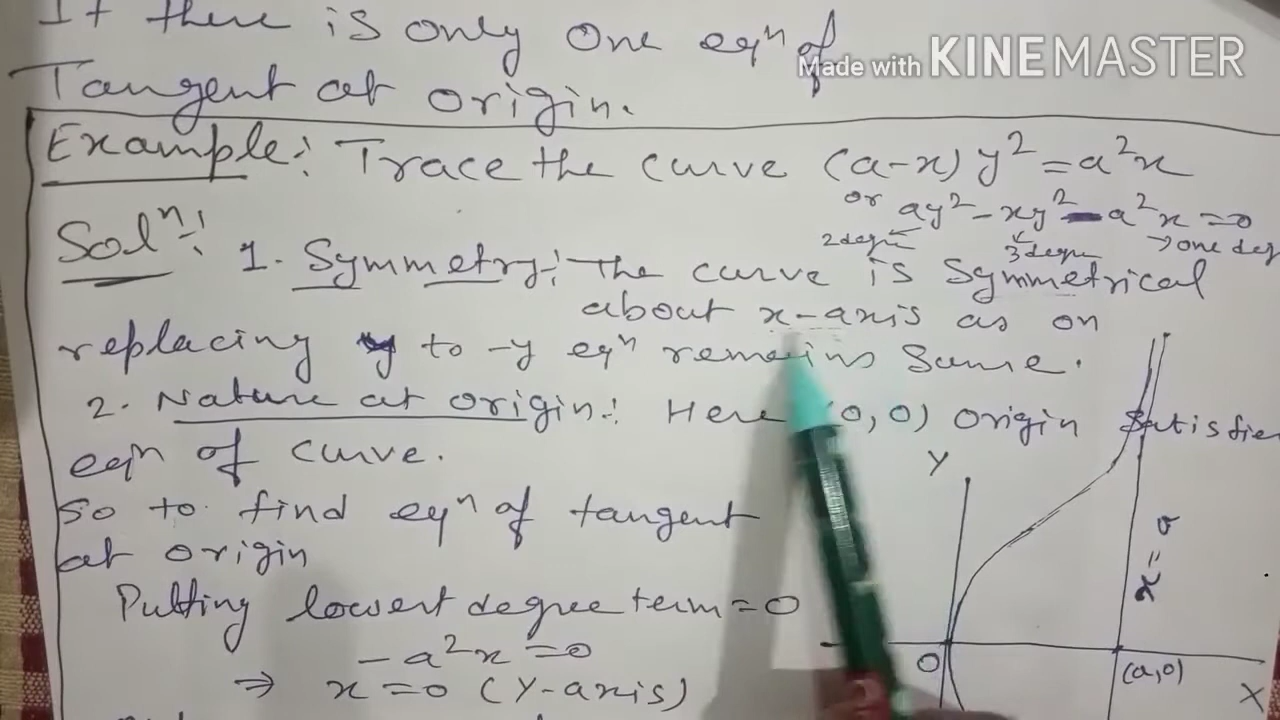 If there is only one eqⁿ of
Made with KINEMASTER
Tangent at origin.
Example: Trace the curve (a-x) y² = a²x
or ay² - xy² - a²x = 0
2 degree 3 degree → one deg
Solⁿ:
1. Symmetry: The curve is Symmetrical
about x-axis as on
replacing y to -y eqⁿ remains Same.
2. Nature at origin: Here (0,0) origin Satisfies
eqⁿ of curve.
So to find eqⁿ of tangent
at origin
Putting lowest degree term = 0
-a²x = 0
⇒ x = 0 (Y-axis)
Y
x = a
O
(a,0)
X